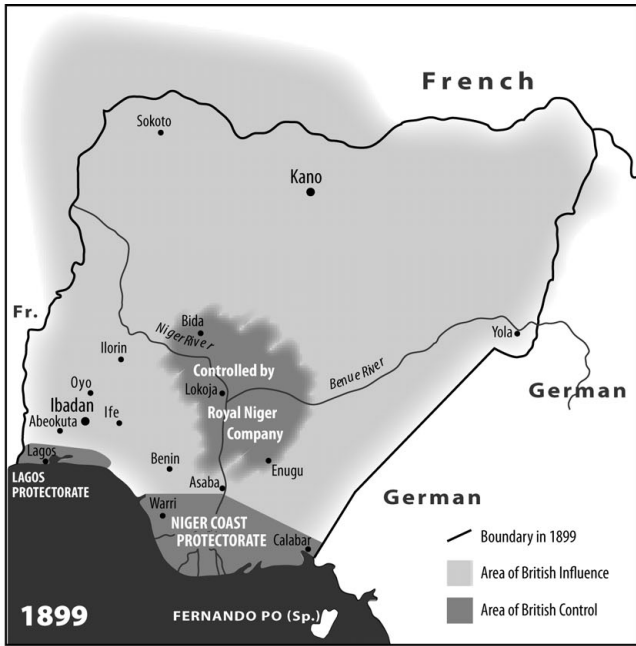 French
Sokoto
Kano
Fr.
Bida
Niger River
Yola
Ilorin
Controlled by
Benue River
Oyo
Lokoja
German
Ibadan
Royal Niger
Abeokuta
Ife
Company
Lagos
Benin
Enugu
LAGOS
PROTECTORATE
Asaba
German
Warri
NIGER COAST
PROTECTORATE
Calabar
Boundary in 1899
Area of British Influence
Area of British Control
1899
FERNANDO PO (Sp.)